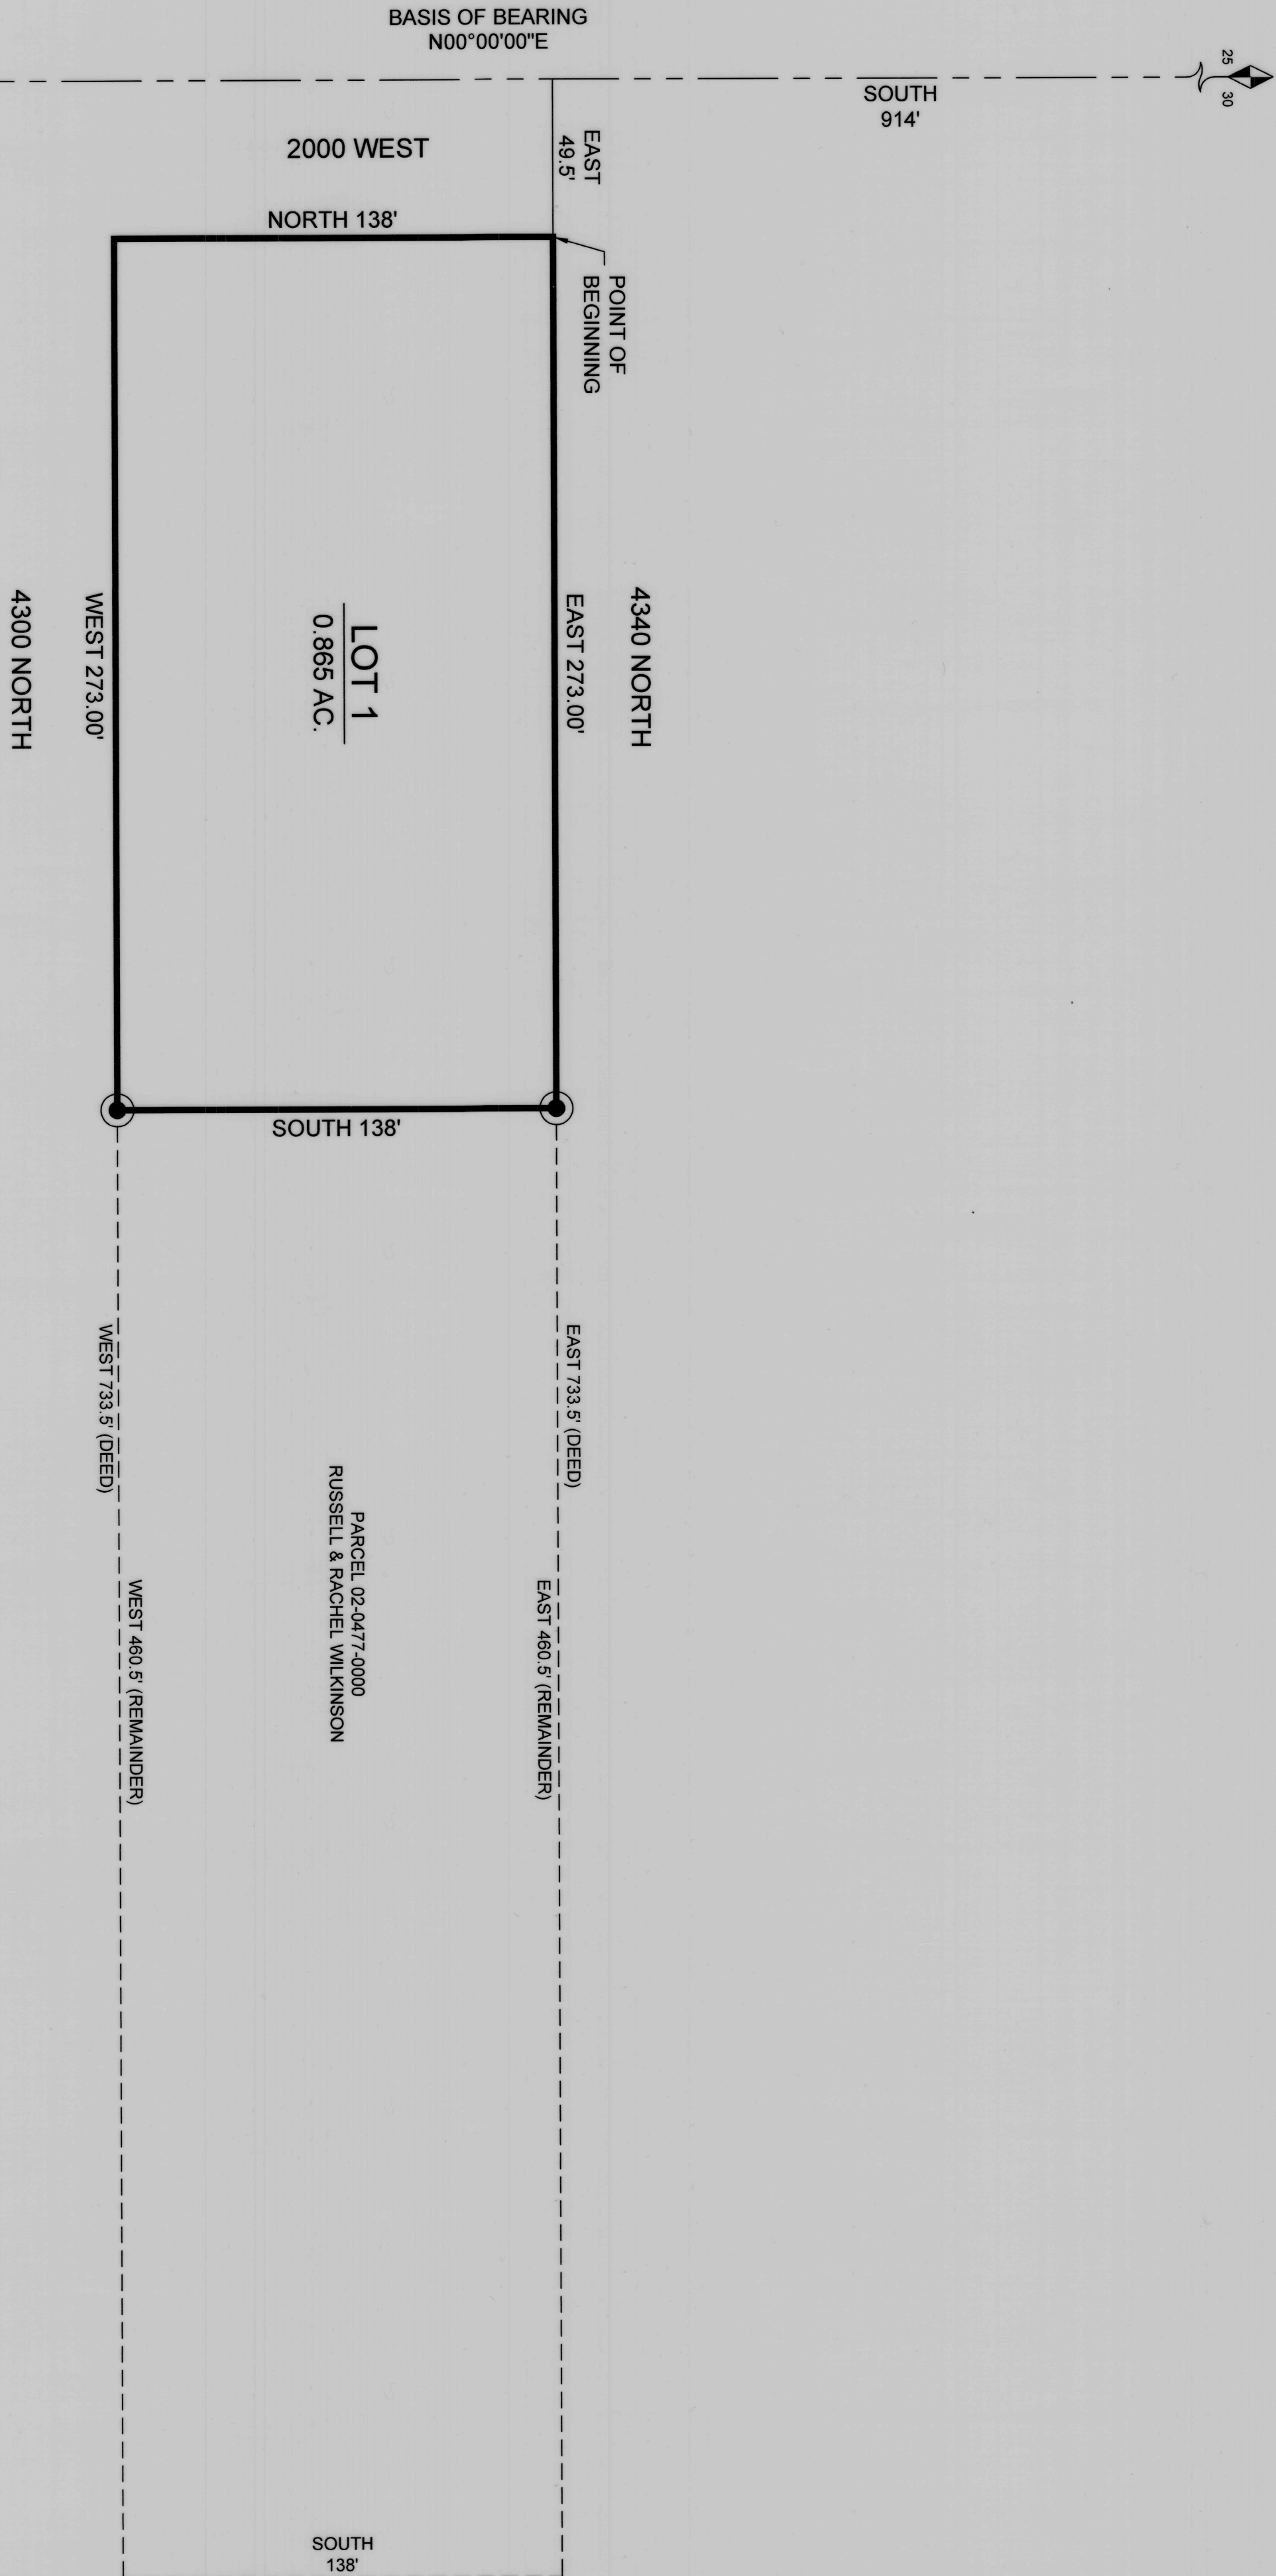 BASIS OF BEARING
N00°00'00"E
25
30
SOUTH
914'
2000 WEST
EAST
49.5'
NORTH 138'
POINT OF
BEGINNING
4340 NORTH
EAST 273.00'
LOT 1
0.865 AC.
WEST 273.00'
4300 NORTH
SOUTH 138'
EAST 733.5' (DEED)
WEST 733.5' (DEED)
PARCEL 02-0477-0000
RUSSELL & RACHEL WILKINSON
EAST 460.5' (REMAINDER)
WEST 460.5' (REMAINDER)
SOUTH
138'